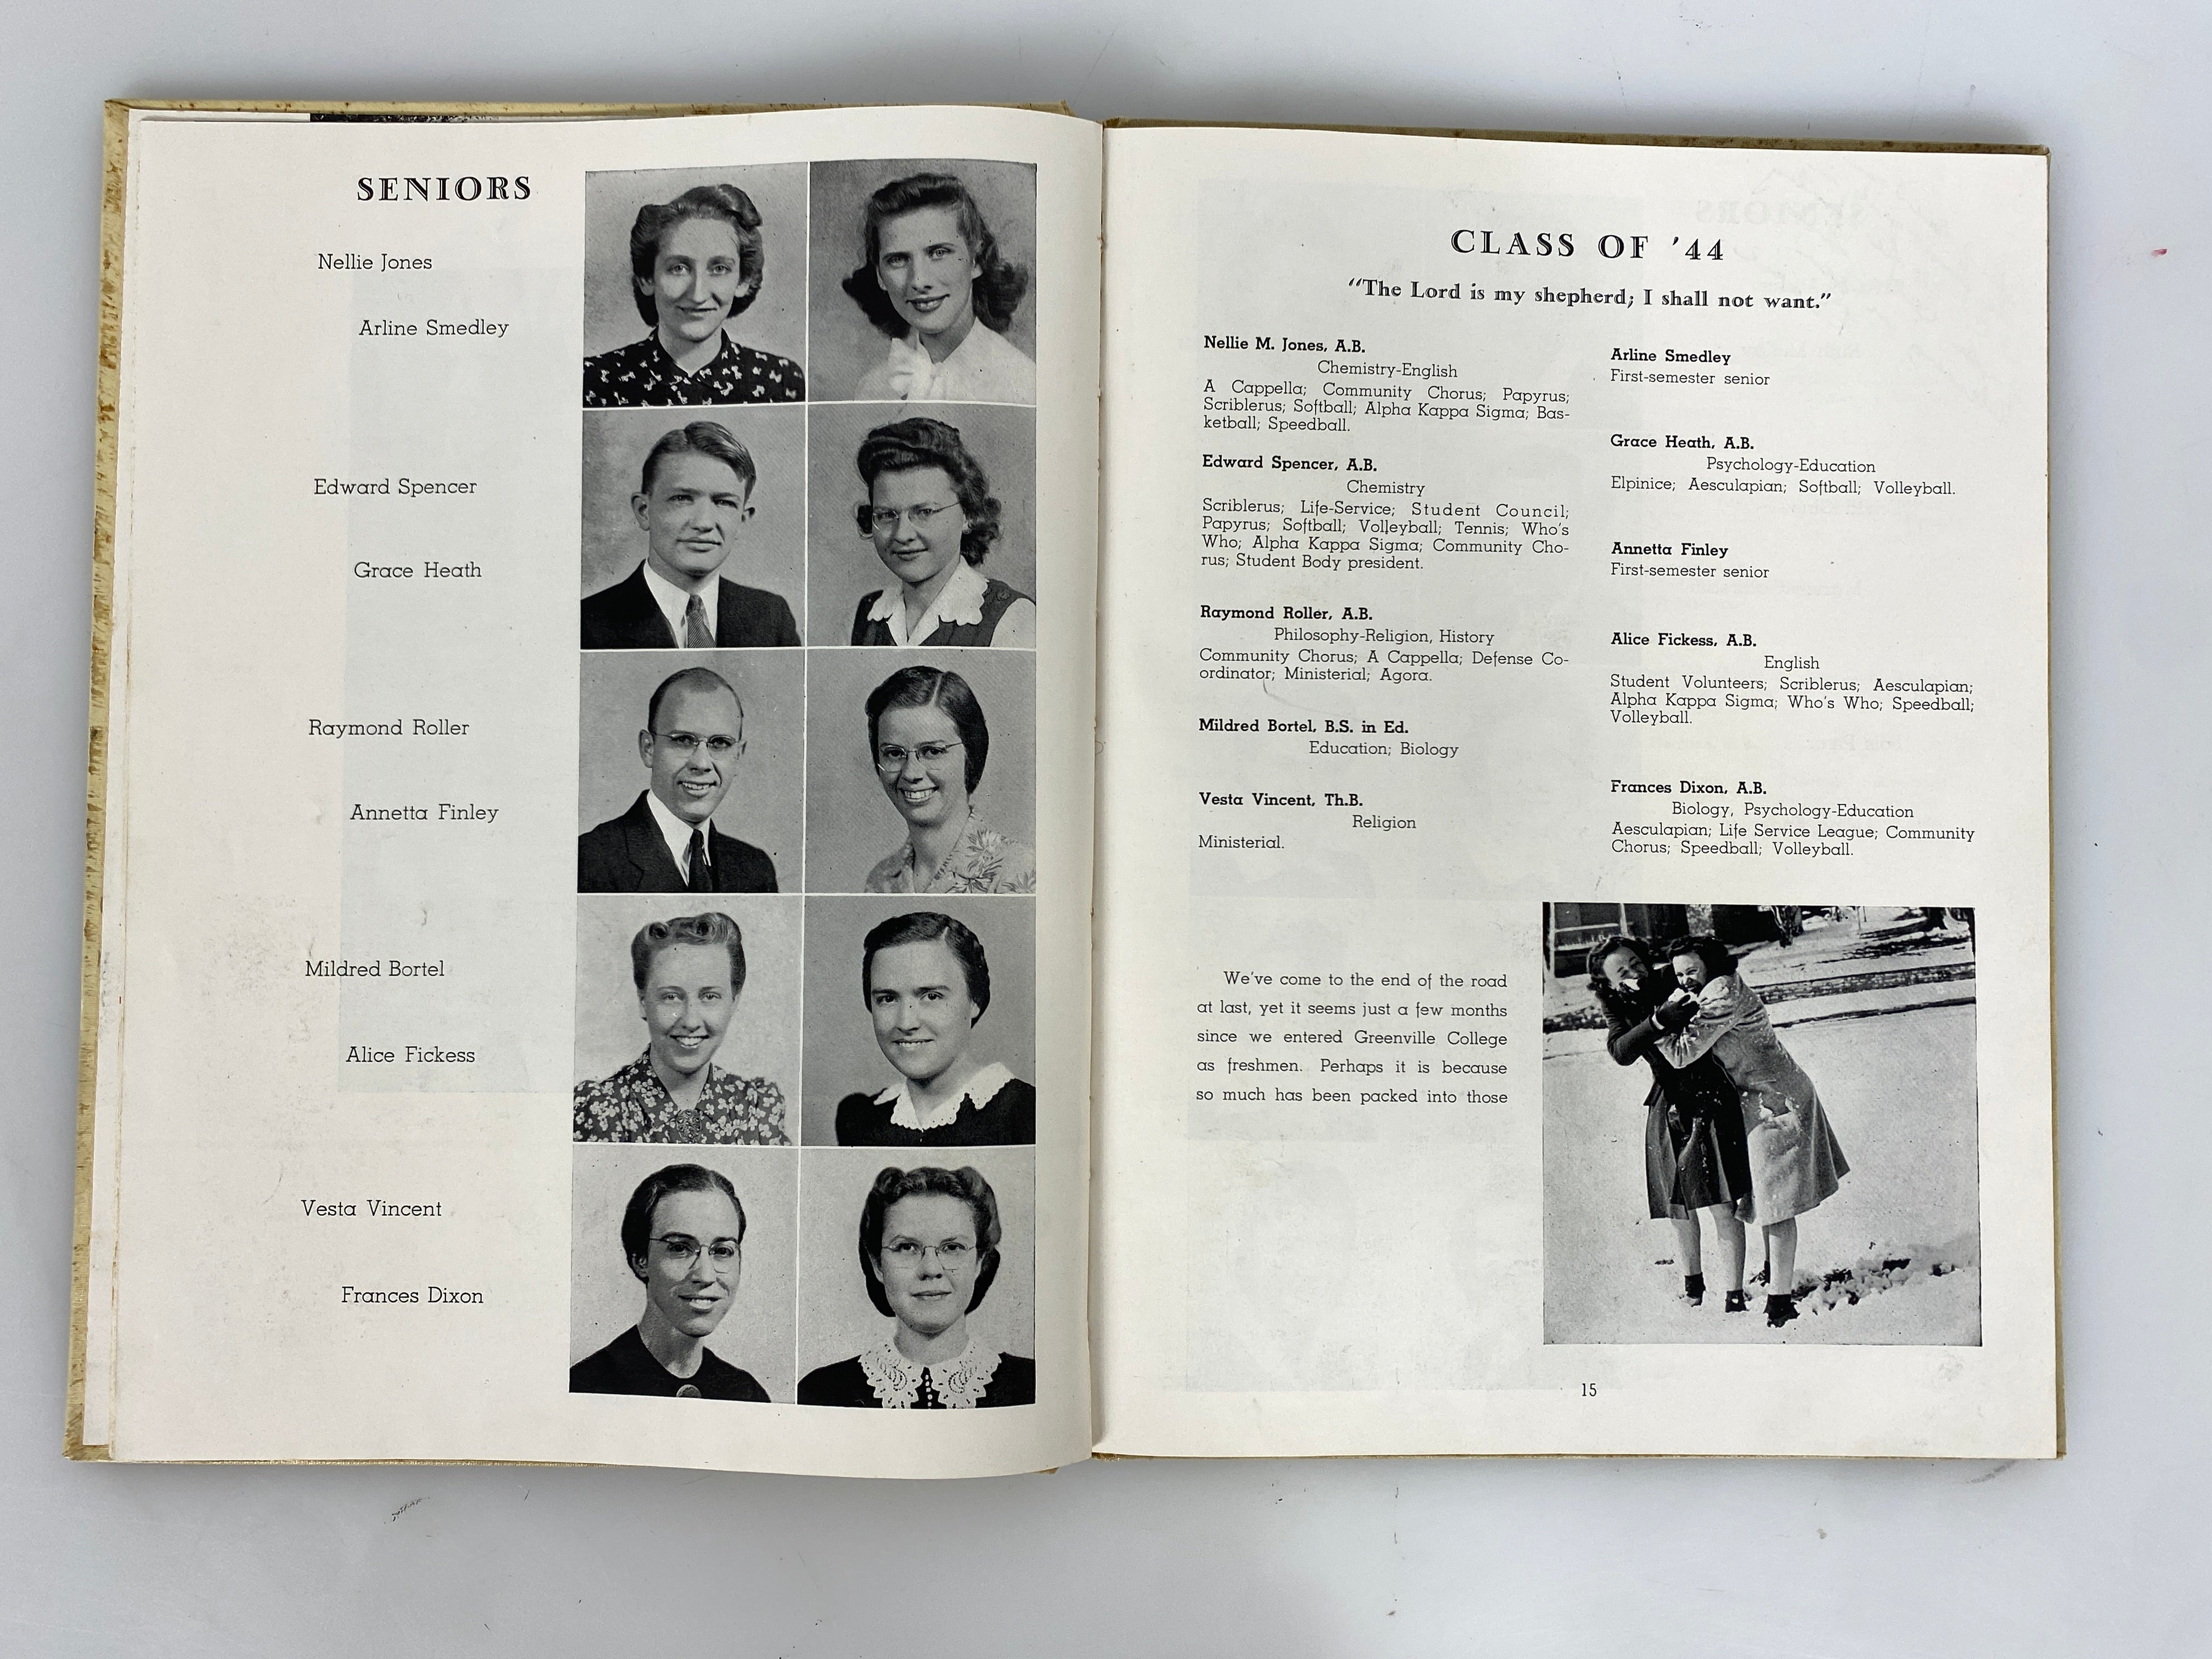 SENIORS
Nellie Jones
Arline Smedley
Edward Spencer
Grace Heath
Raymond Roller
Annetta Finley
Mildred Bortel
Alice Fickess
Vesta Vincent
Frances Dixon
CLASS OF '44
"The Lord is my shepherd; I shall not want."
Nellie M. Jones, A.B.
Chemistry-English
A Cappella; Community Chorus; Papyrus;
Scriblerus; Softball; Alpha Kappa Sigma; Bas-
ketball; Speedball.
Edward Spencer, A.B.
Chemistry
Scriblerus; Life-Service; Student Council;
Papyrus; Softball; Volleyball; Tennis; Who's
Who; Alpha Kappa Sigma; Community Cho-
rus; Student Body president.
Raymond Roller, A.B.
Philosophy-Religion, History
Community Chorus; A Cappella; Defense Co-
ordinator; Ministerial; Agora.
Mildred Bortel, B.S. in Ed.
Education; Biology
Vesta Vincent, Th.B.
Religion
Ministerial.
Arline Smedley
First-semester senior
Grace Heath, A.B.
Psychology-Education
Elpinice; Aesculapian; Softball; Volleyball.
Annetta Finley
First-semester senior
Alice Fickess, A.B.
English
Student Volunteers; Scriblerus; Aesculapian;
Alpha Kappa Sigma; Who's Who; Speedball;
Volleyball.
Frances Dixon, A.B.
Biology, Psychology-Education
Aesculapian; Life Service League; Community
Chorus; Speedball; Volleyball.
We've come to the end of the road
at last, yet it seems just a few months
since we entered Greenville College
as freshmen. Perhaps it is because
so much has been packed into those
15